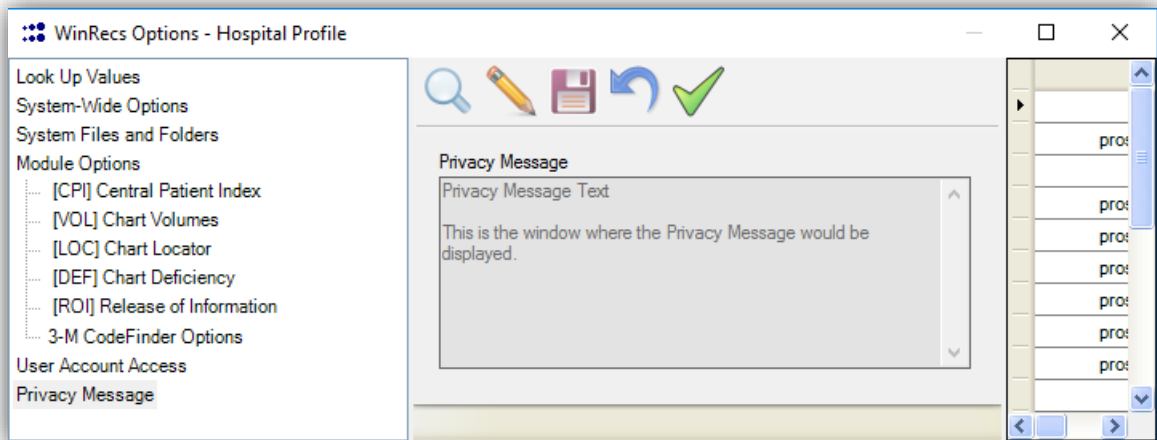 WinRecs Options - Hospital Profile
Look Up Values
System-Wide Options
System Files and Folders
Module Options
[CPI] Central Patient Index
[VOL] Chart Volumes
[LOC] Chart Locator
[DEF] Chart Deficiency
[ROI] Release of Information
3-M CodeFinder Options
User Account Access
Privacy Message
Privacy Message
Privacy Message Text
This is the window where the Privacy Message would be
displayed.